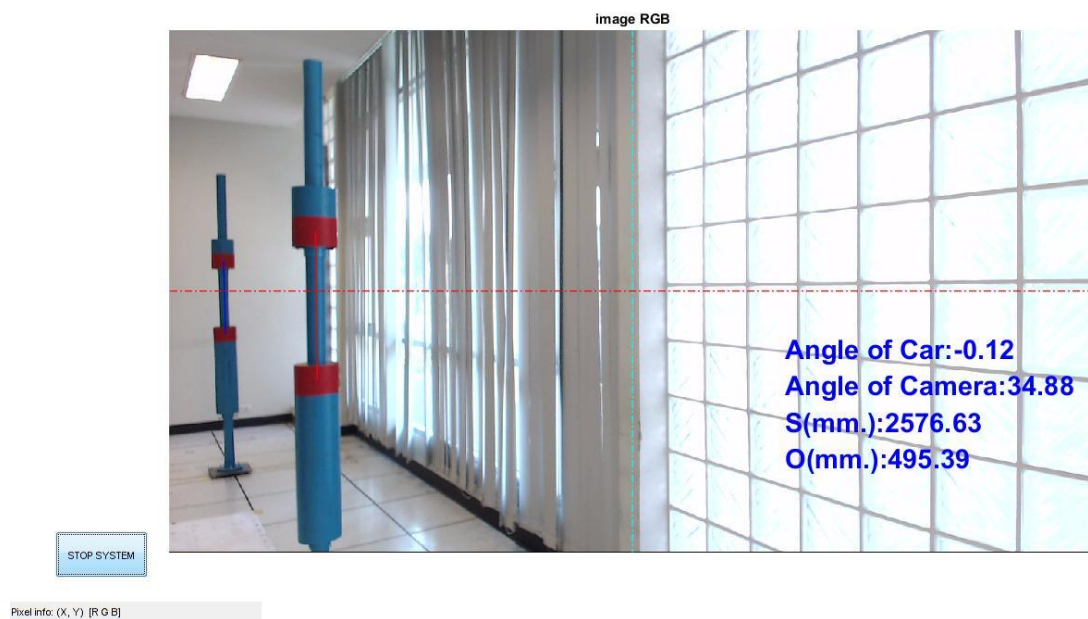 image RGB
Angle of Car:-0.12
Angle of Camera:34.88
S(mm.):2576.63
O(mm.):495.39
STOP SYSTEM
Pixel info: (X, Y) [R G B]